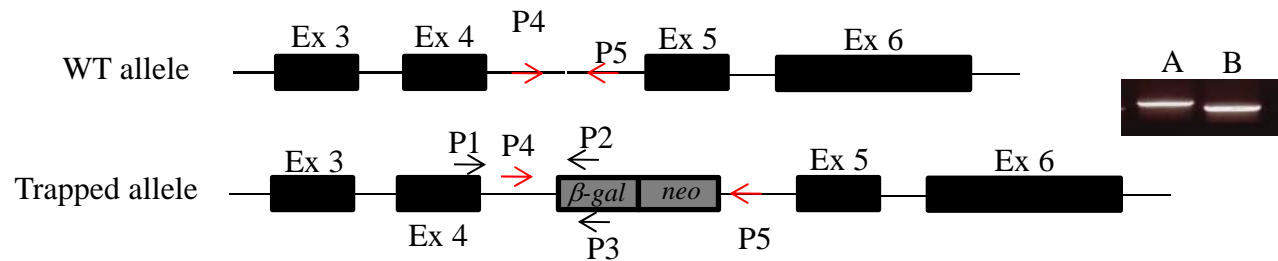 P4
Ex 3 Ex 4 P5 Ex 5 Ex 6
WT allele
A B
P1 P4 P2
Ex 3 Ex 5 Ex 6
Trapped allele
β-gal neo
Ex 4 P3 P5